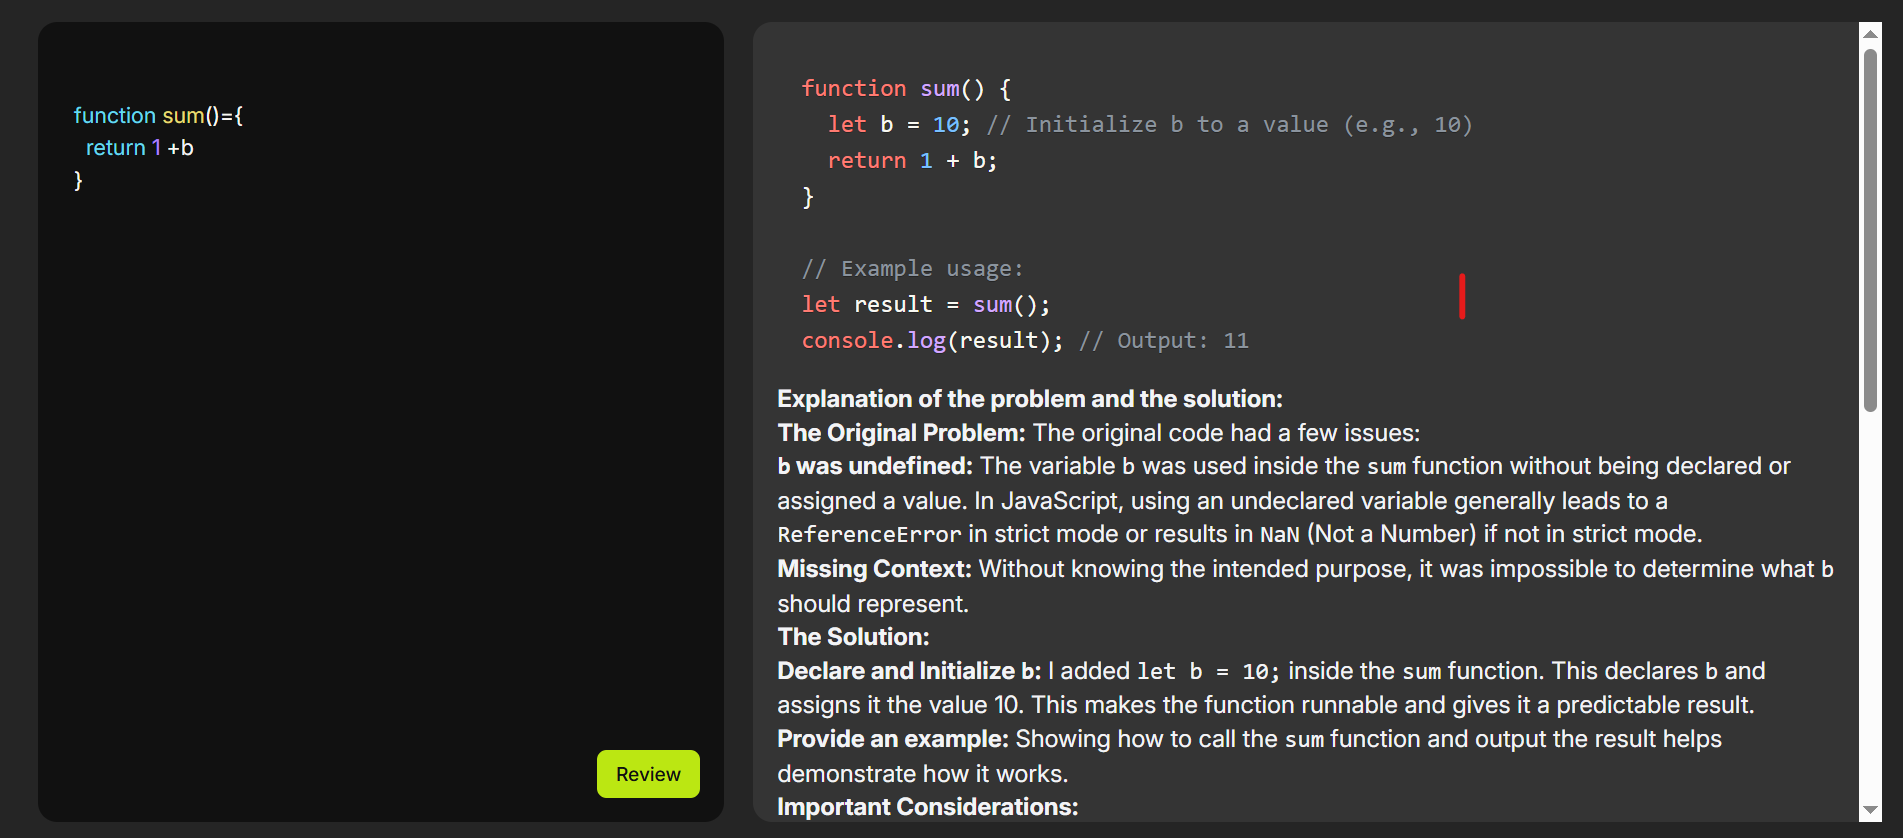 function sum()={
return 1 +b
}
Review
function sum() {
let b = 10; // Initialize b to a value (e.g., 10)
return 1 + b;
}
// Example usage:
let result = sum();
console.log(result); // Output: 11
Explanation of the problem and the solution:
The Original Problem: The original code had a few issues:
b was undefined: The variable b was used inside the sum function without being declared or
assigned a value. In JavaScript, using an undeclared variable generally leads to a
ReferenceError in strict mode or results in NaN (Not a Number) if not in strict mode.
Missing Context: Without knowing the intended purpose, it was impossible to determine what b
should represent.
The Solution:
Declare and Initialize b: I added let b = 10; inside the sum function. This declares b and
assigns it the value 10. This makes the function runnable and gives it a predictable result.
Provide an example: Showing how to call the sum function and output the result helps
demonstrate how it works.
Important Considerations: